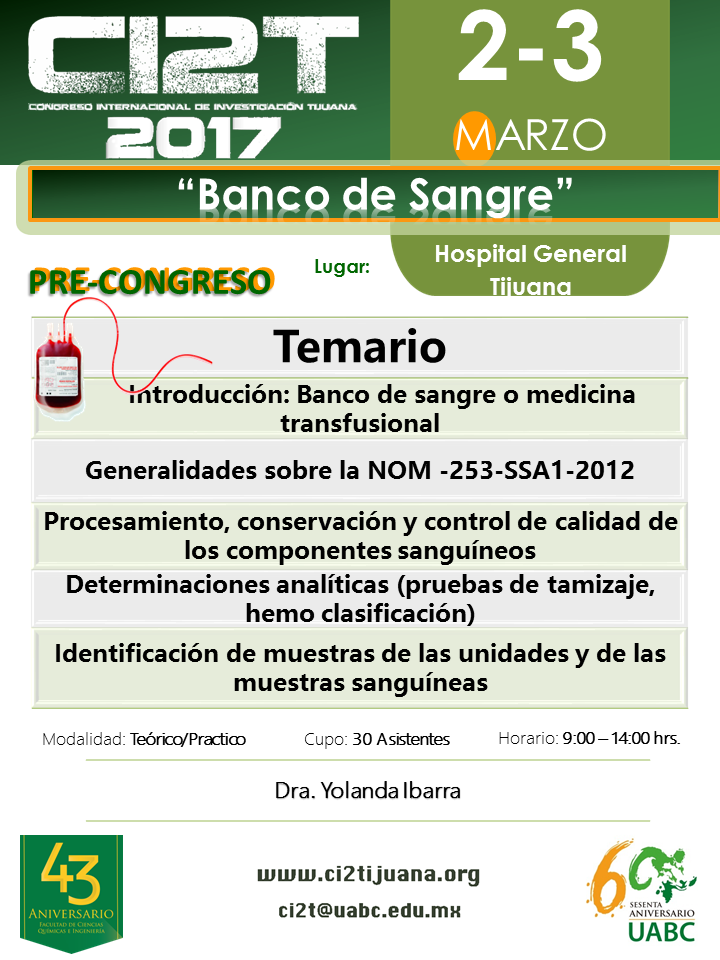 CI2T
CONGRESO INTERNACIONAL DE INVESTIGACIÓN TIJUANA
2017
2-3
MARZO
“Banco de Sangre”
PRE-CONGRESO
Lugar:
Hospital General
Tijuana
Temario
Introducción: Banco de sangre o medicina
transfusional
Generalidades sobre la NOM -253-SSA1-2012
Procesamiento, conservación y control de calidad de
los componentes sanguíneos
Determinaciones analíticas (pruebas de tamizaje,
hemo clasificación)
Identificación de muestras de las unidades y de las
muestras sanguíneas
Modalidad: Teórico/Practico
Cupo: 30 Asistentes
Horario: 9:00 – 14:00 hrs.
Dra. Yolanda Ibarra
www.ci2tijuana.org
ci2t@uabc.edu.mx
43
ANIVERSARIO
FACULTAD DE CIENCIAS
QUÍMICAS E INGENIERÍA
60
SESENTA
ANIVERSARIO
UABC